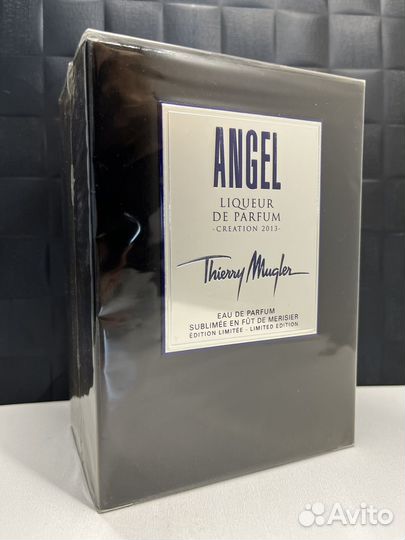 ANGEL
LIQUEUR
DE PARFUM
-CREATION 2013-
Thierry Mugler
EAU DE PARFUM
SUBLIMÉE EN FÛT DE MERISIER
EDITION LIMITÉE - LIMITED EDITION
Avito